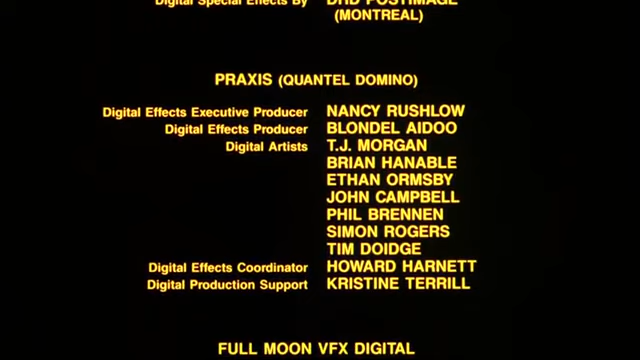 Digital Special Effects By DHD POSTIMAGE
(MONTREAL)
PRAXIS (QUANTEL DOMINO)
Digital Effects Executive Producer NANCY RUSHLOW
Digital Effects Producer BLONDEL AIDOO
Digital Artists T.J. MORGAN
BRIAN HANABLE
ETHAN ORMSBY
JOHN CAMPBELL
PHIL BRENNEN
SIMON ROGERS
TIM DOIDGE
Digital Effects Coordinator HOWARD HARNETT
Digital Production Support KRISTINE TERRILL
FULL MOON VFX DIGITAL